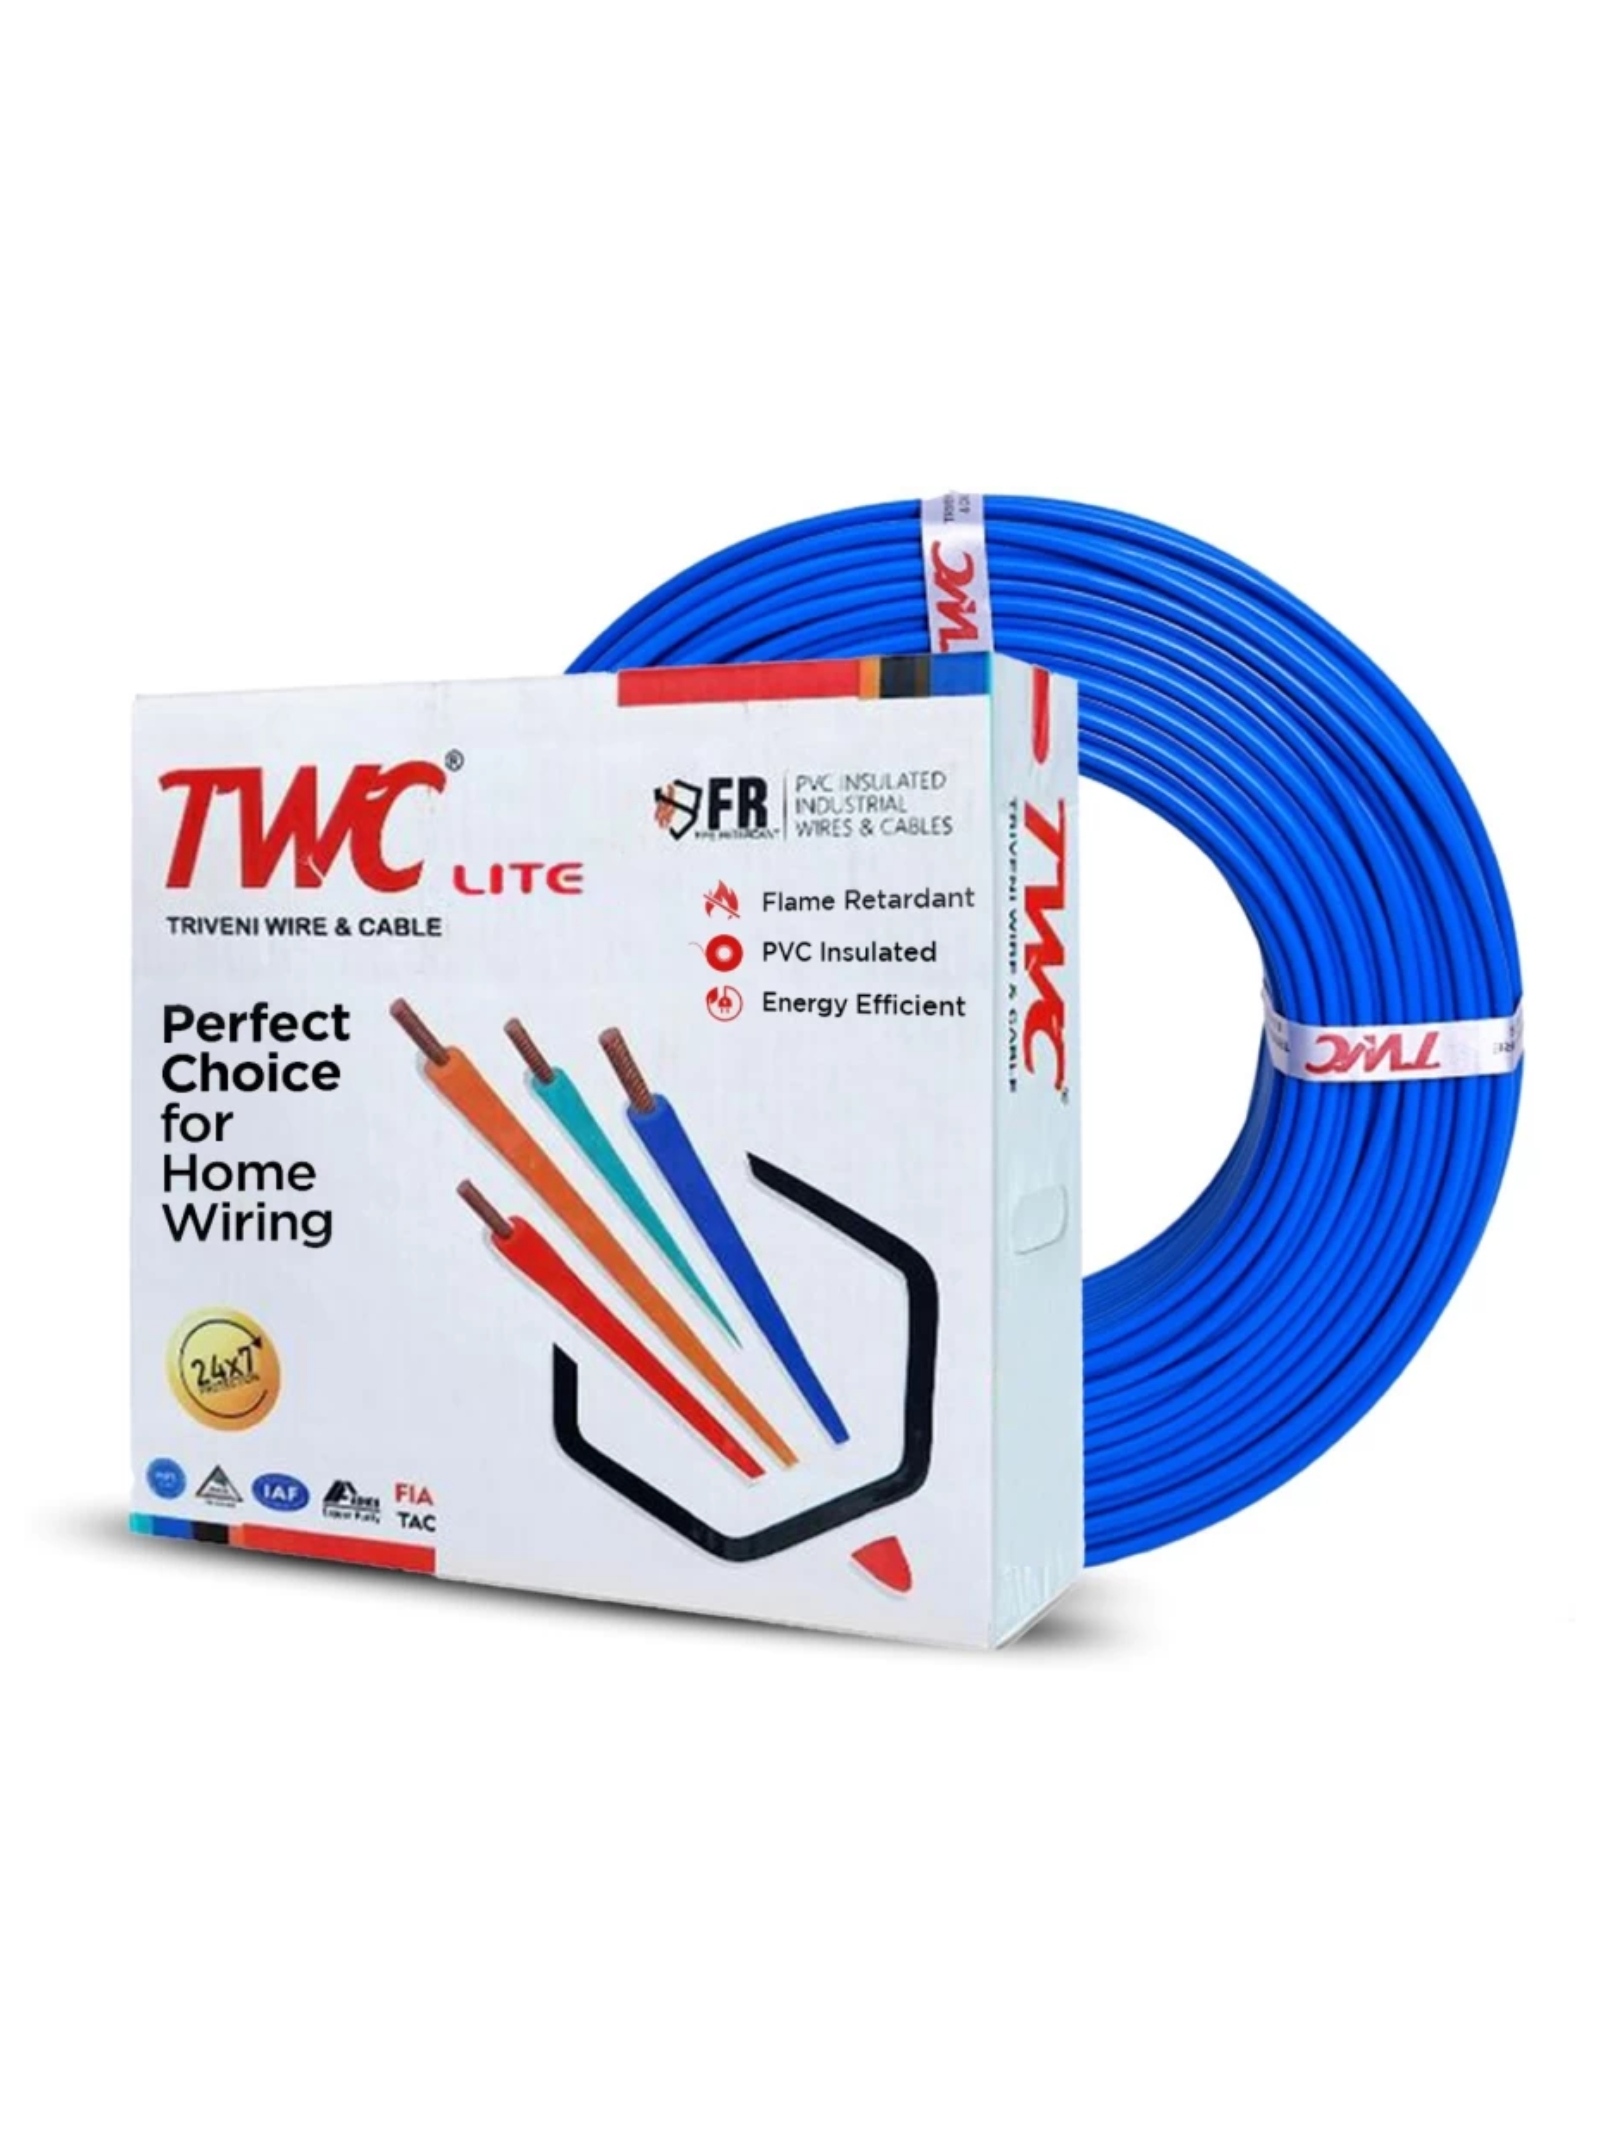 TWC®
LITE
TRIVENI WIRE & CABLE
FR
PVC INSULATED
INDUSTRIAL
WIRES & CABLES
Flame Retardant
PVC Insulated
Energy Efficient
Perfect
Choice
for
Home
Wiring
24x7
PROTECTION
IAF
FIA
TAC
TWC®
TRIVENI WIRE & CABLE
TWC
TWC